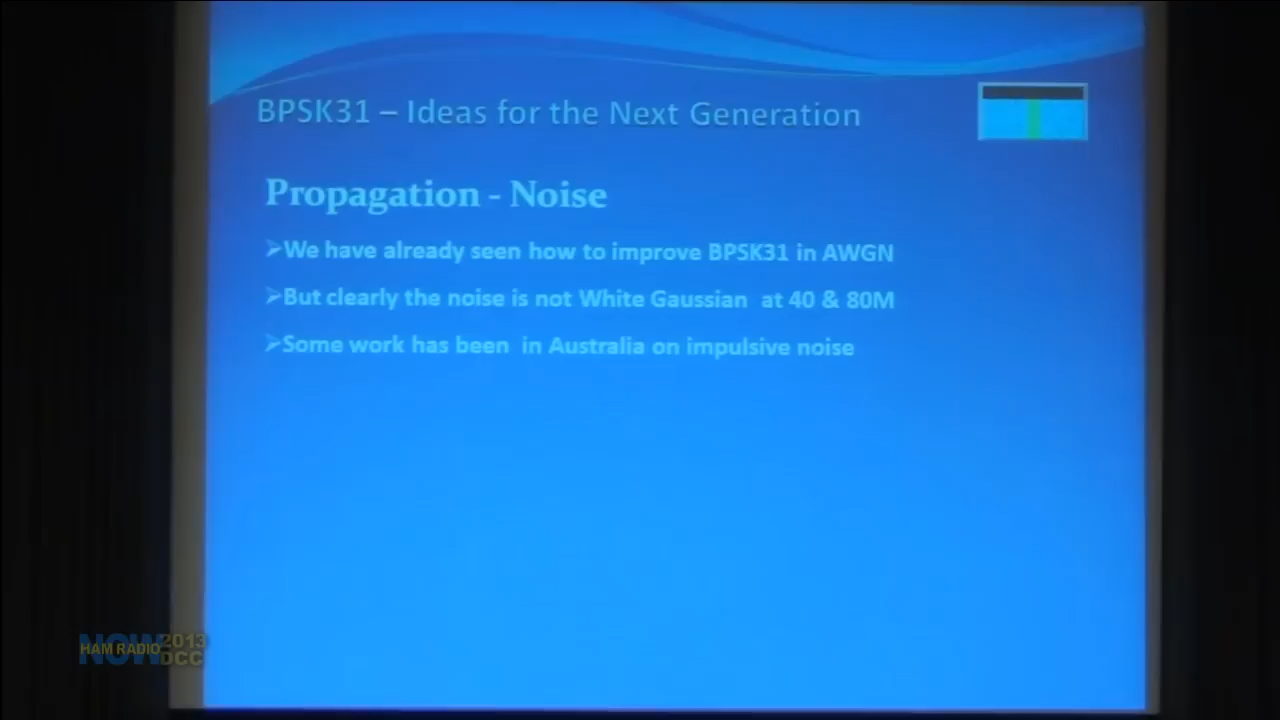 BPSK31 – Ideas for the Next Generation
Propagation - Noise
We have already seen how to improve BPSK31 in AWGN
But clearly the noise is not White Gaussian at 40 & 80M
Some work has been in Australia on impulsive noise
HAM RADIO
NOW
2013
DCC